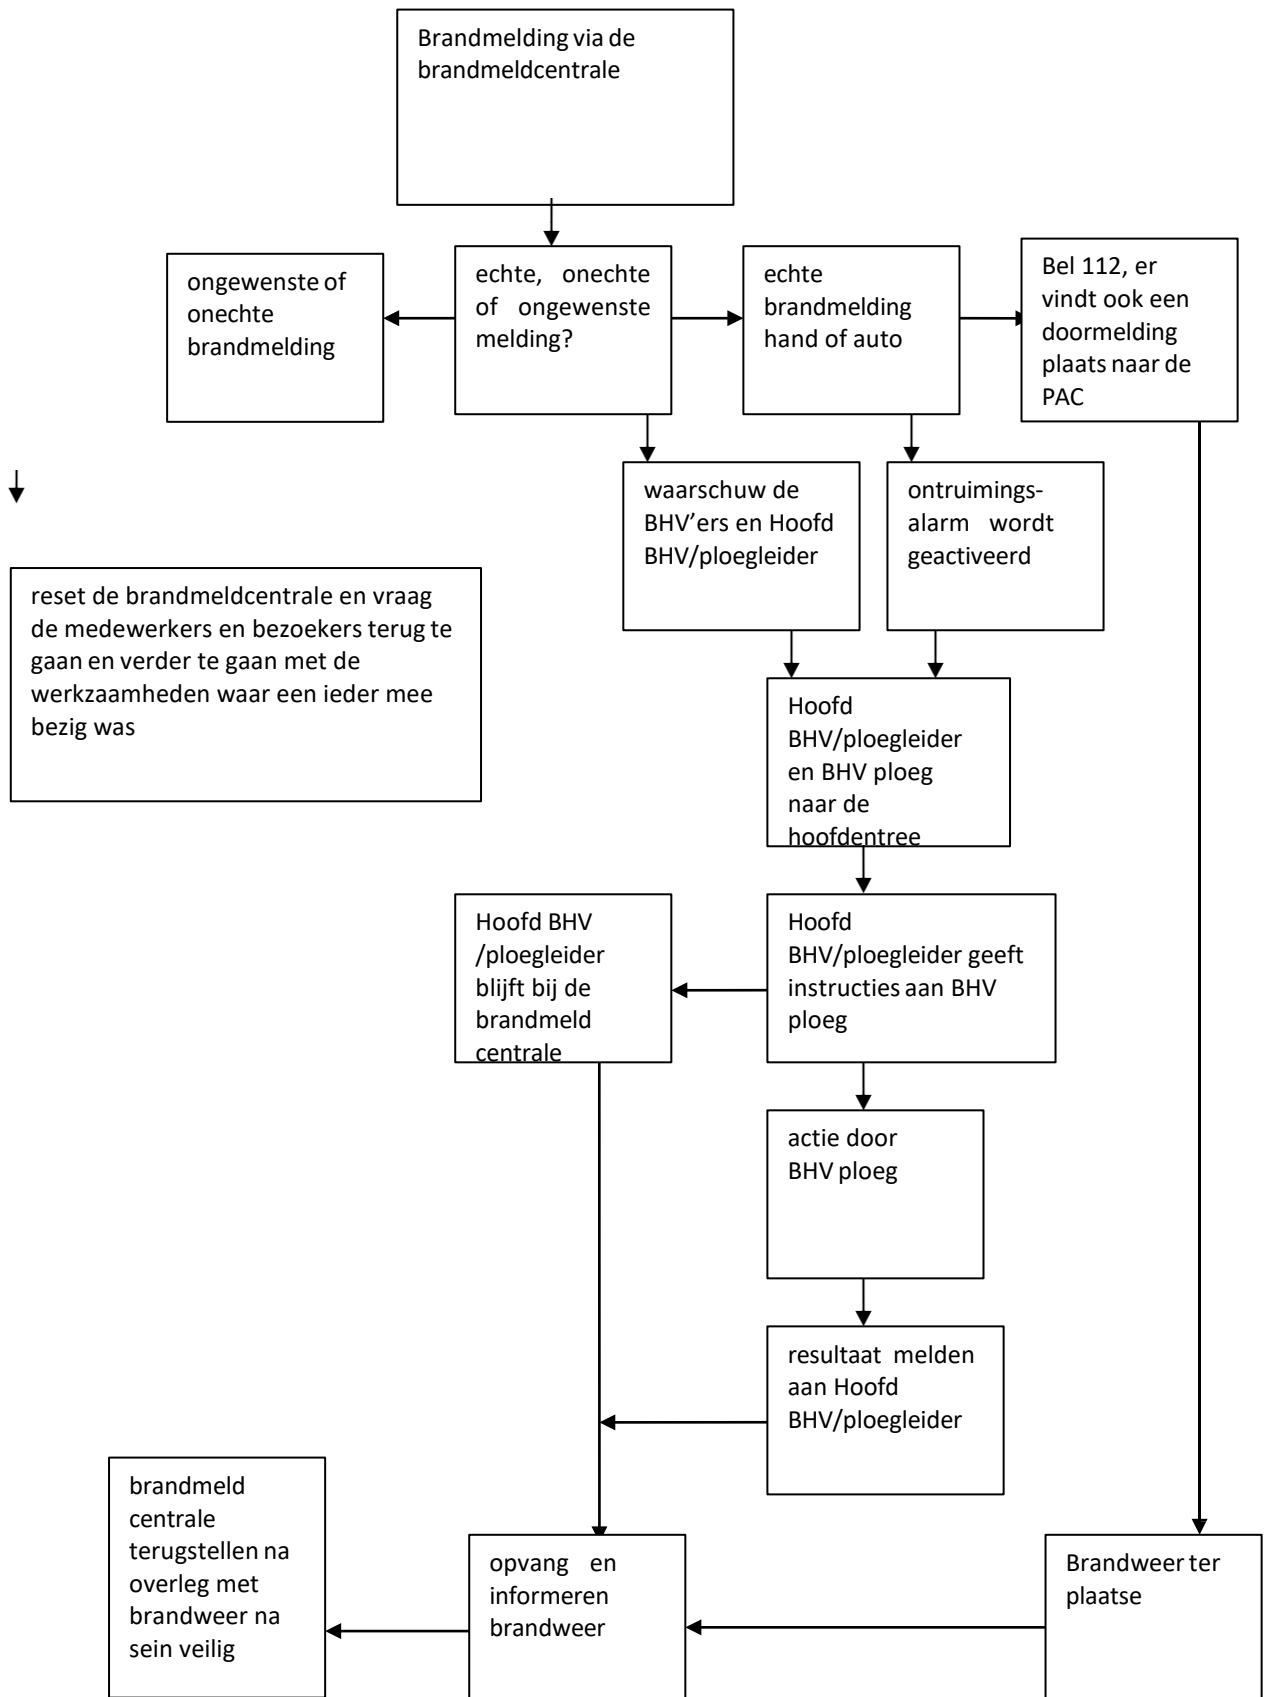 Brandmelding via de
brandmeldcentrale
ongewenste of
onechte
brandmelding
echte, onechte
of ongewenste
melding?
echte
brandmelding
hand of auto
Bel 112, er
vindt ook een
doormelding
plaats naar de
PAC
waarschuw de
BHV’ers en Hoofd
BHV/ploegleider
ontruimings-
alarm wordt
geactiveerd
reset de brandmeldcentrale en vraag
de medewerkers en bezoekers terug te
gaan en verder te gaan met de
werkzaamheden waar een ieder mee
bezig was
Hoofd
BHV/ploegleider
en BHV ploeg
naar de
hoofdentree
Hoofd BHV
/ploegleider
blijft bij de
brandmeld
centrale
Hoofd
BHV/ploegleider geeft
instructies aan BHV
ploeg
actie door
BHV ploeg
resultaat melden
aan Hoofd
BHV/ploegleider
brandmeld
centrale
terugstellen na
overleg met
brandweer na
sein veilig
opvang en
informeren
brandweer
Brandweer ter
plaatse